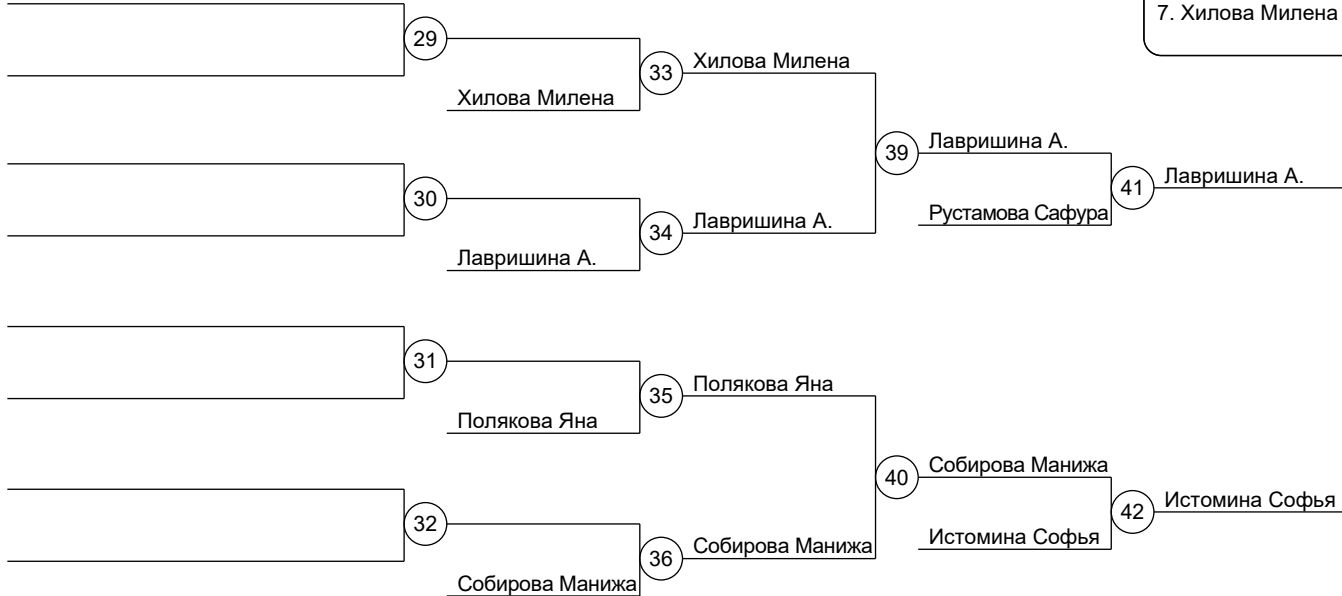 7. Хилова Милена
29
33
Хилова Милена
Хилова Милена
39
Лавришина А.
41
Лавришина А.
30
Рустамова Сафура
34
Лавришина А.
Лавришина А.
31
35
Полякова Яна
Полякова Яна
40
Собирова Манижа
42
Истомина Софья
32
Истомина Софья
36
Собирова Манижа
Собирова Манижа